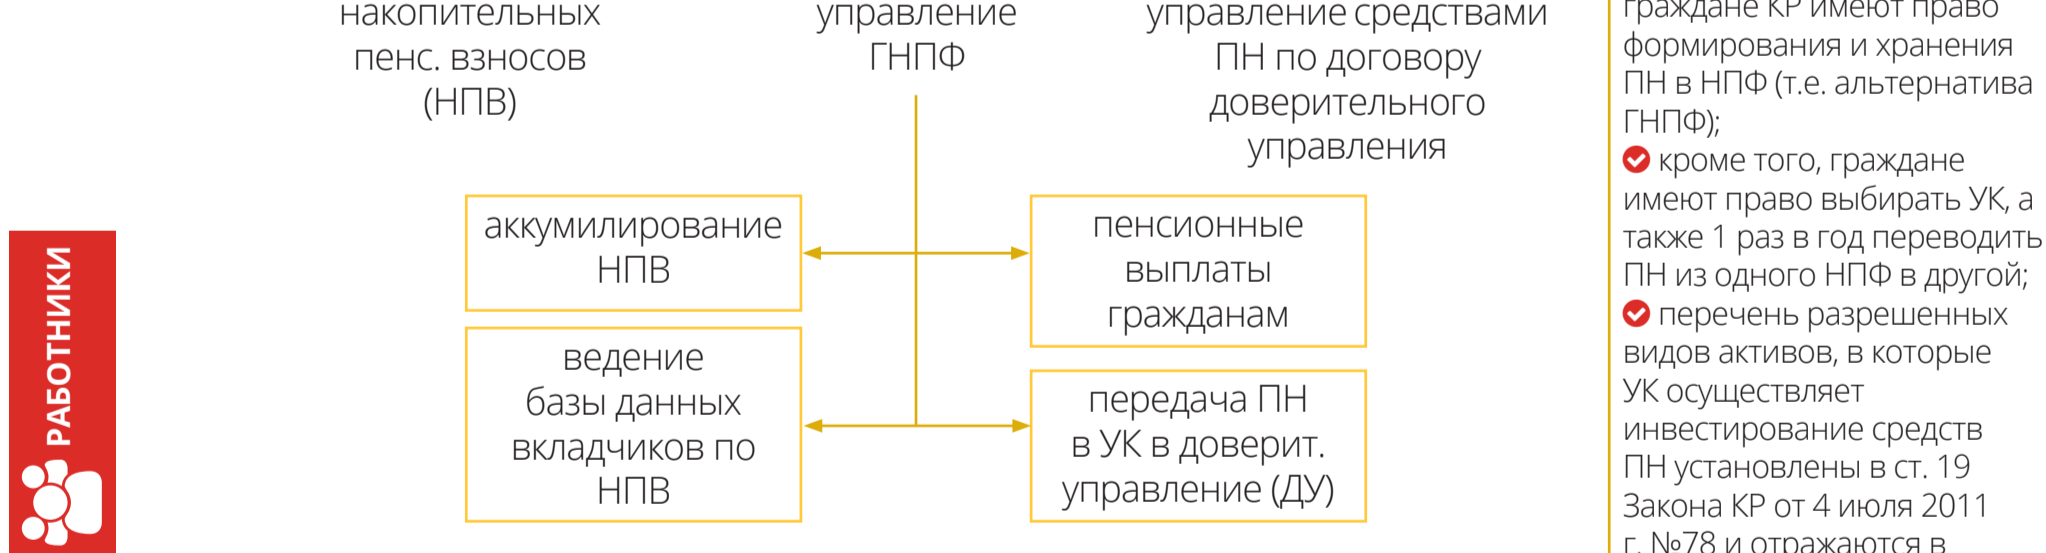 накопительных
пенс. взносов
(НПВ)
управление
ГНПФ
управление средствами
ПН по договору
доверительного
управления
аккумилирование
НПВ
пенсионные
выплаты
гражданам
ведение
базы данных
вкладчиков по
НПВ
передача ПН
в УК в доверит.
управление (ДУ)
РАБОТНИКИ
граждане КР имеют право
формирования и хранения
ПН в НПФ (т.е. альтернатива
ГНПФ);
кроме того, граждане
имеют право выбирать УК, а
также 1 раз в год переводить
ПН из одного НПФ в другой;
перечень разрешенных
видов активов, в которые
УК осуществляет
инвестирование средств
ПН установлены в ст. 19
Закона КР от 4 июля 2011
г. №78 и отражаются в